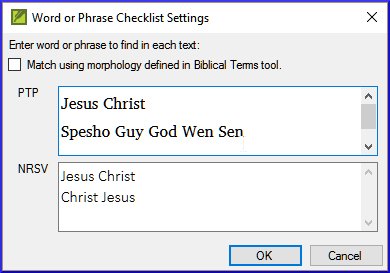 Word or Phrase Checklist Settings
Enter word or phrase to find in each text:
Match using morphology defined in Biblical Terms tool.
PTP
Jesus Christ
Spesho Guy God Wen Sen
NRSV
Jesus Christ
Christ Jesus
OK
Cancel